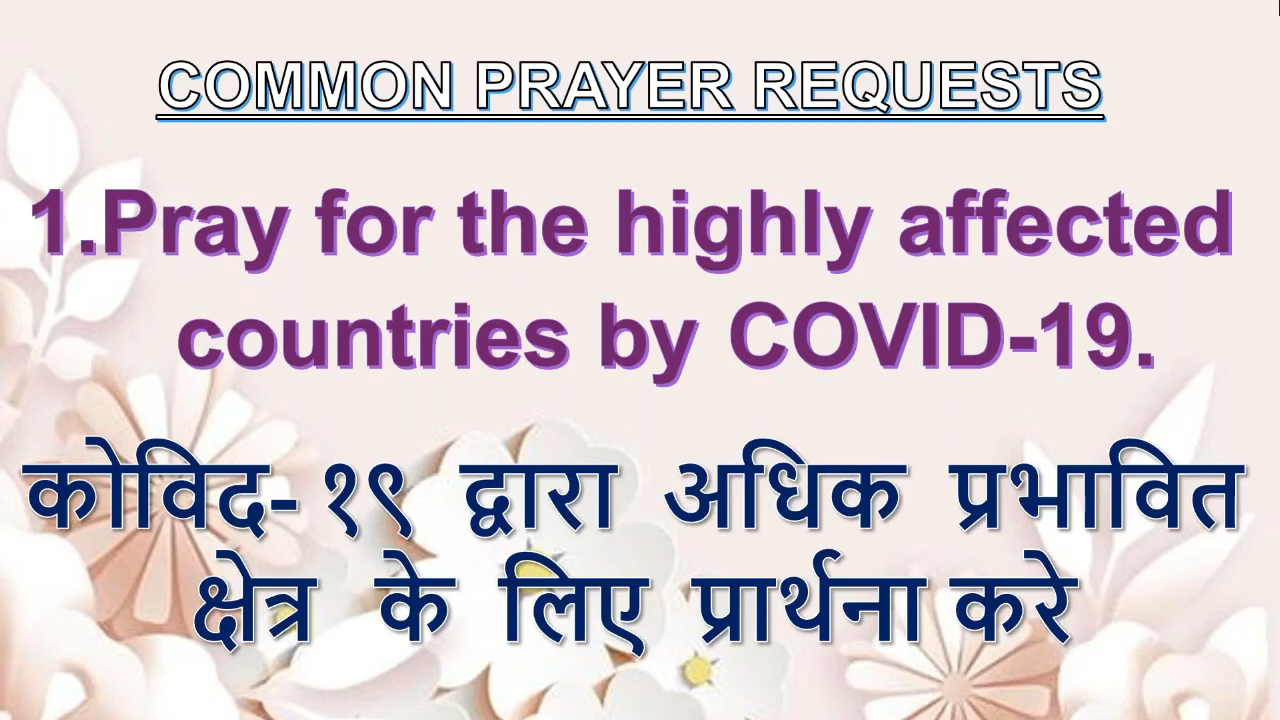 COMMON PRAYER REQUESTS
1.Pray for the highly affected
countries by COVID-19.
कोविद- १९ द्वारा अधिक प्रभावित
क्षेत्र के लिए प्रार्थना करे